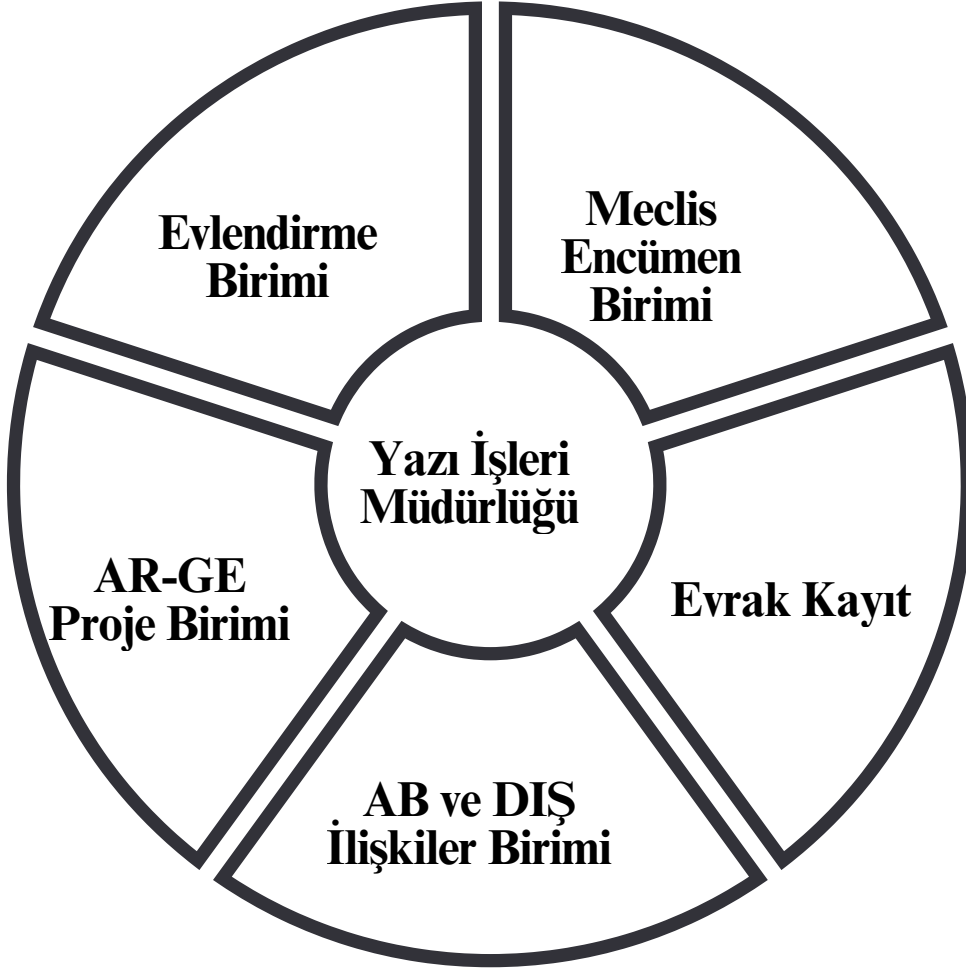 Evlendirme
Birimi
Meclis
Encümen
Birimi
Yazı İşleri
Müdürlüğü
AR-GE
Proje Birimi
Evrak Kayıt
AB ve DIŞ
İlişkiler Birimi